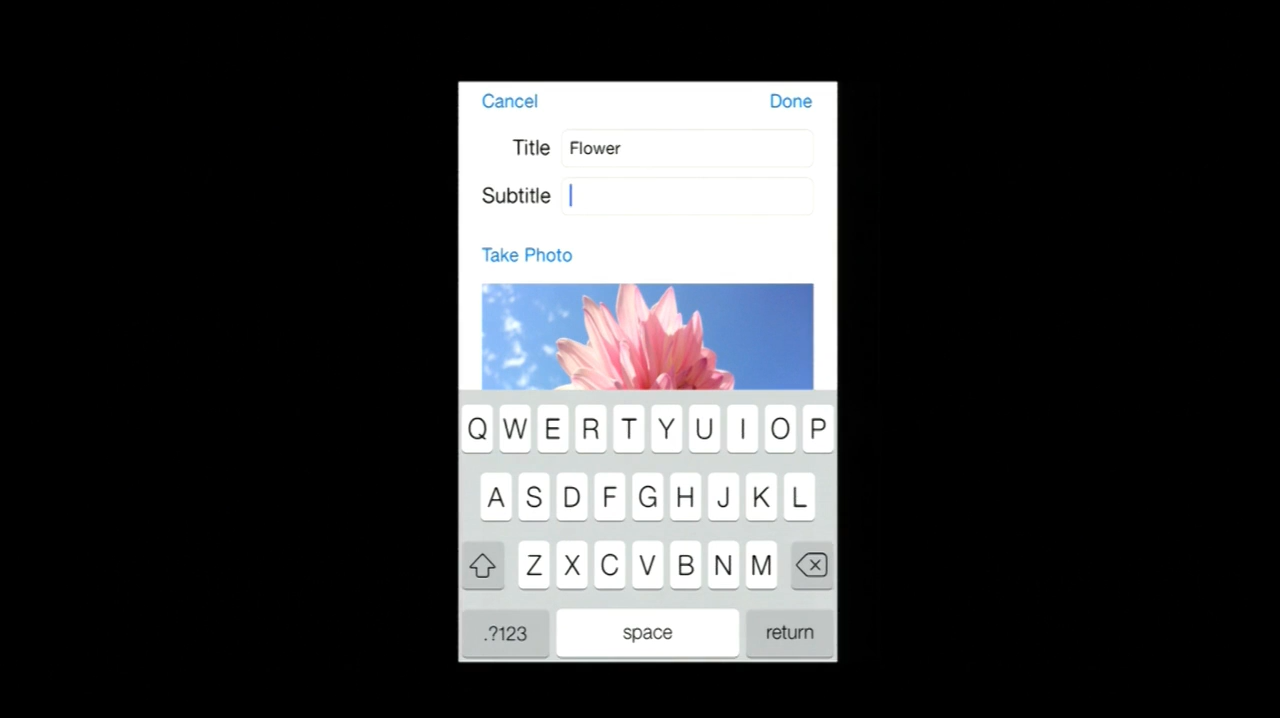 Cancel Done
Title Flower
Subtitle
Take Photo
Q W E R T Y U I O P
A S D F G H J K L
Z X C V B N M
.?123 space return